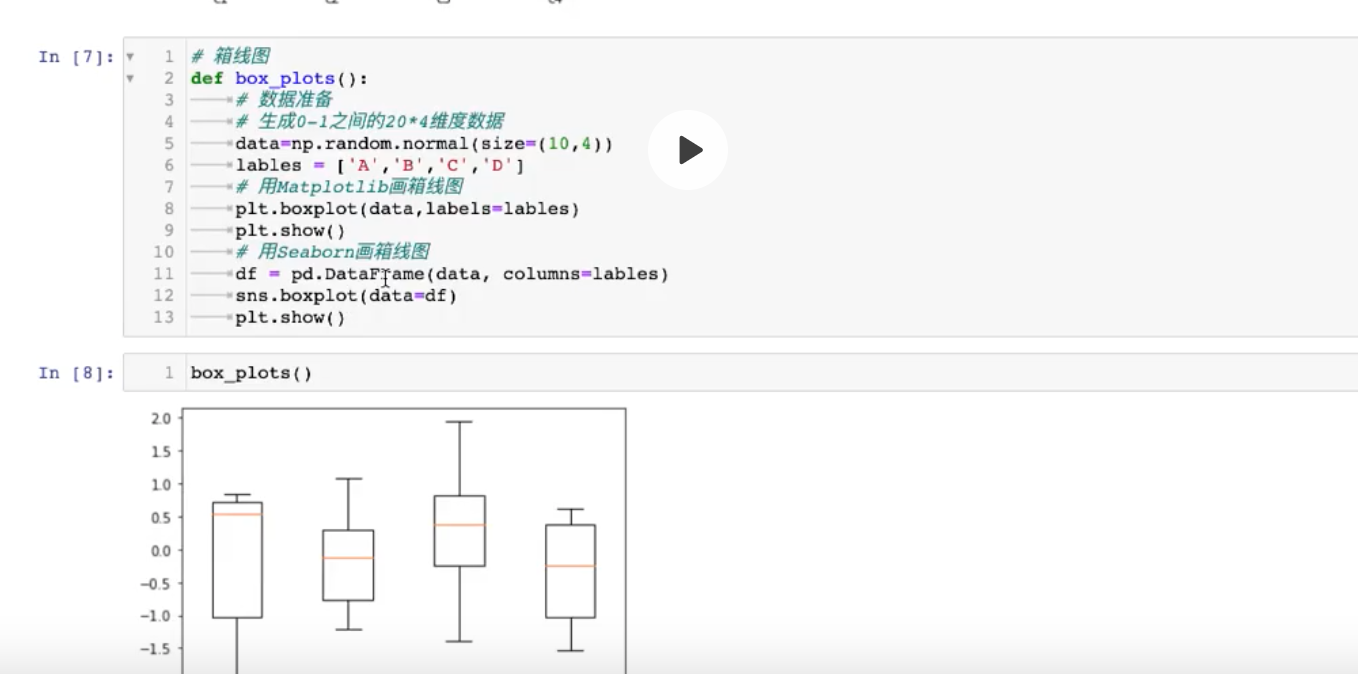 In [7]:
1 # 箱线图
2 def box_plots():
3 # 数据准备
4 # 生成0-1之间的20*4维度数据
5 data=np.random.normal(size=(10,4))
6 lables = ['A','B','C','D']
7 # 用Matplotlib画箱线图
8 plt.boxplot(data,labels=lables)
9 plt.show()
10 # 用Seaborn画箱线图
11 df = pd.DataFrame(data, columns=lables)
12 sns.boxplot(data=df)
13 plt.show()
In [8]:
1 box_plots()
2.0
1.5
1.0
0.5
0.0
−0.5
−1.0
−1.5